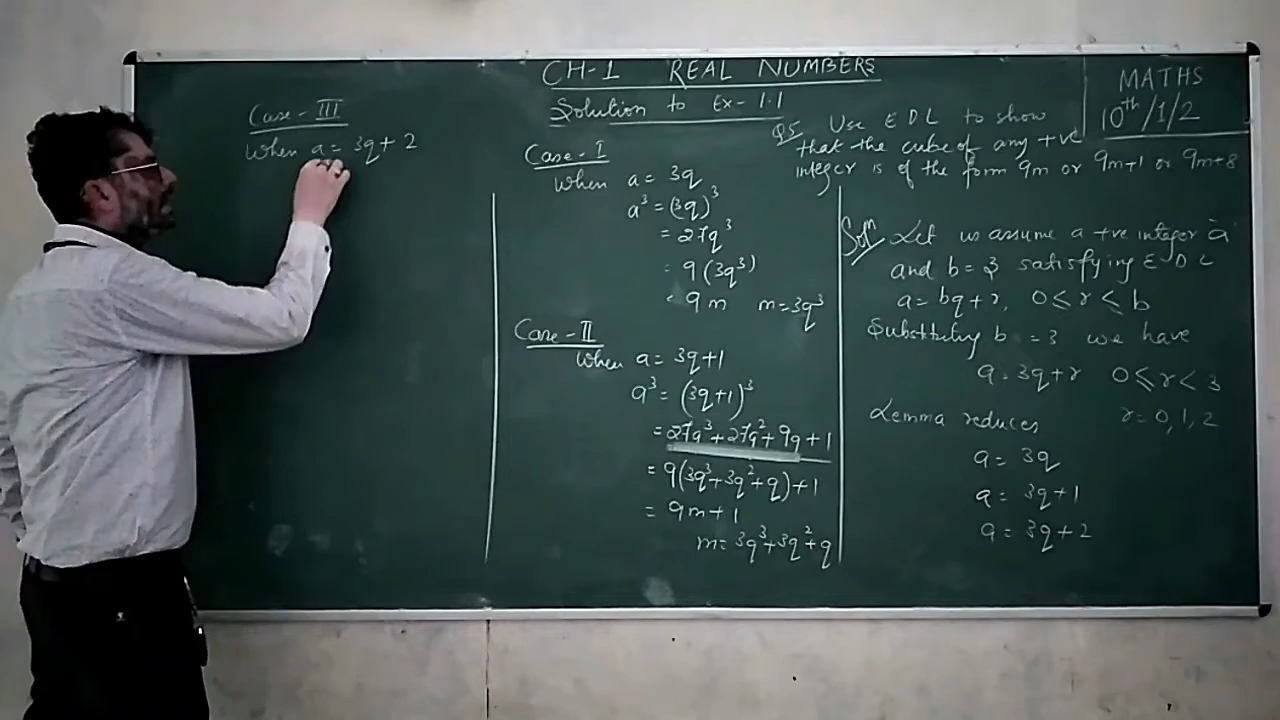 CH-1 REAL NUMBERS
Solution to Ex-1.1
MATHS
10th/1/2
Q5 Use EDL to show
that the cube of any +ve
integer is of the form 9m or 9m+1 or 9m+8
Soln Let us assume a +ve integer 'a'
and b=3 satisfying EDL
a=bq+r, 0≤r≤b
Substituting b=3 we have
a=3q+r 0≤r<3
Lemma reduces r=0,1,2
a=3q
a=3q+1
a=3q+2
Case-I
When a=3q
a³=(3q)³
=27q³
=9(3q³)
=9m m=3q³
Case-II
When a=3q+1
a³=(3q+1)³
=27q³+27q²+9q+1
=9(3q³+3q²+q)+1
=9m+1
m=3q³+3q²+q
Case-III
When a=3q+2